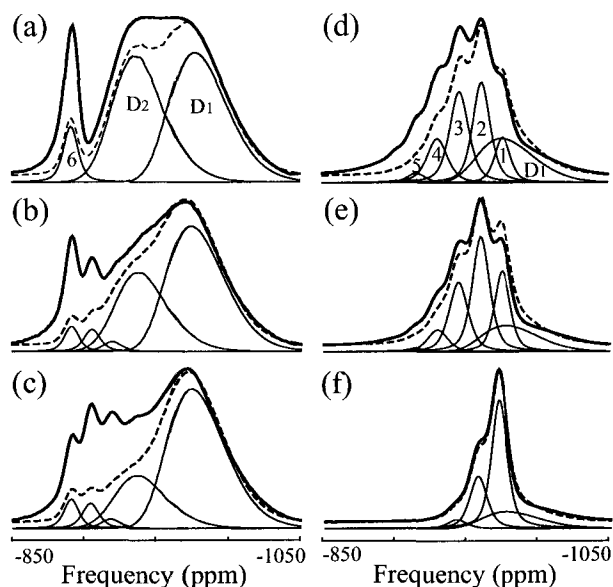 (a)
D2
D1
6
(d)
5
4
3
2
1
D1
(b)
(e)
(c)
(f)
-850 -1050
Frequency (ppm)
-850 -1050
Frequency (ppm)